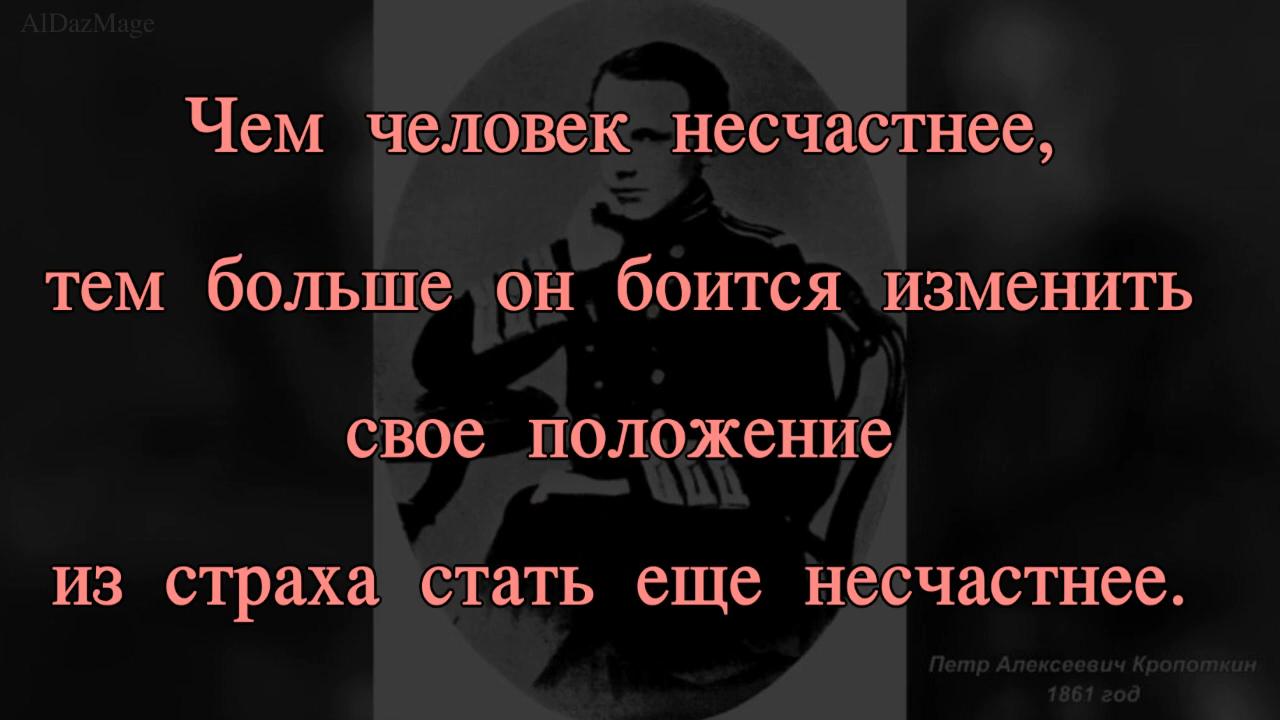 AlDazMage
Чем человек несчастнее,
тем больше он боится изменить
свое положение
из страха стать еще несчастнее.
Петр Алексеевич Кропоткин
1861 год